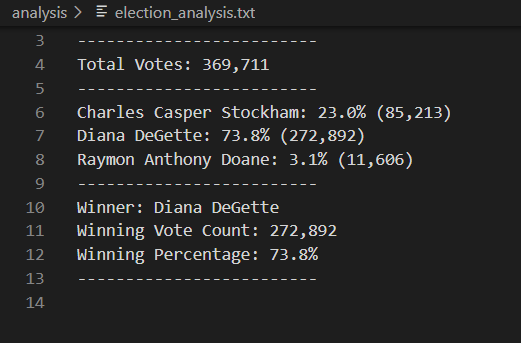 analysis > election_analysis.txt
3 -------------------------
4 Total Votes: 369,711
5 -------------------------
6 Charles Casper Stockham: 23.0% (85,213)
7 Diana DeGette: 73.8% (272,892)
8 Raymon Anthony Doane: 3.1% (11,606)
9 -------------------------
10 Winner: Diana DeGette
11 Winning Vote Count: 272,892
12 Winning Percentage: 73.8%
13 -------------------------
14